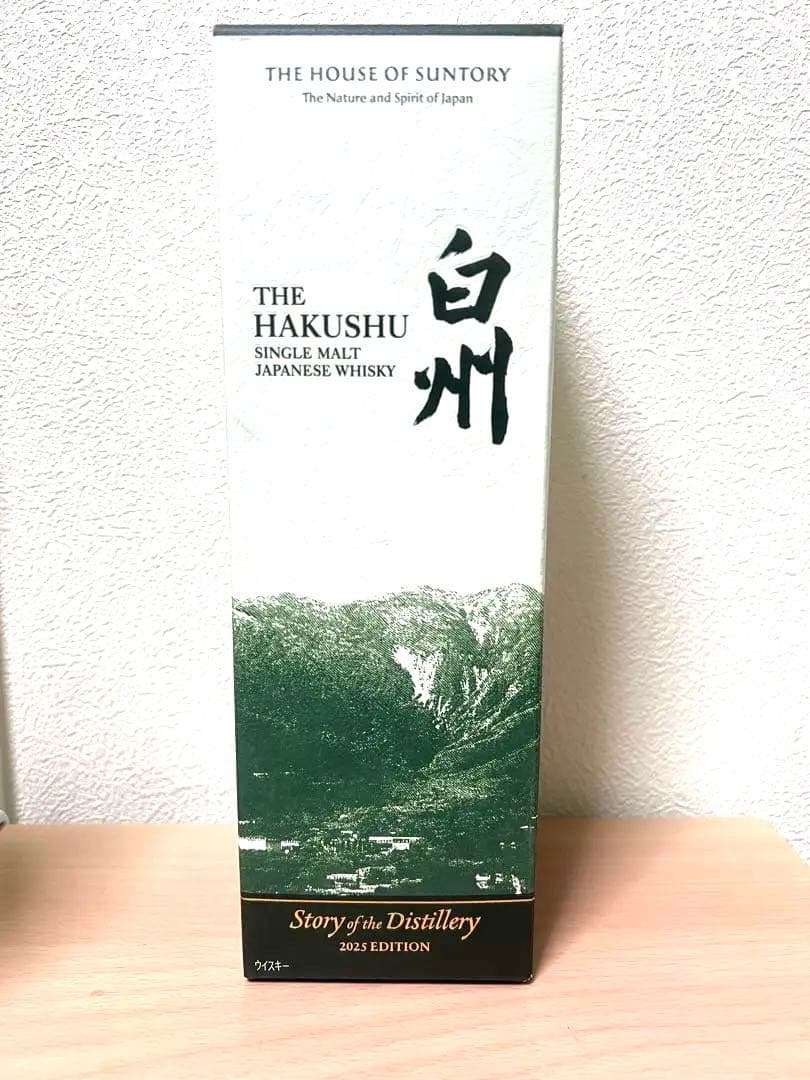 THE HOUSE OF SUNTORY
The Nature and Spirit of Japan
THE
HAKUSHU
SINGLE MALT
JAPANESE WHISKY
白州
Story of the Distillery
2025 EDITION
ウイスキー